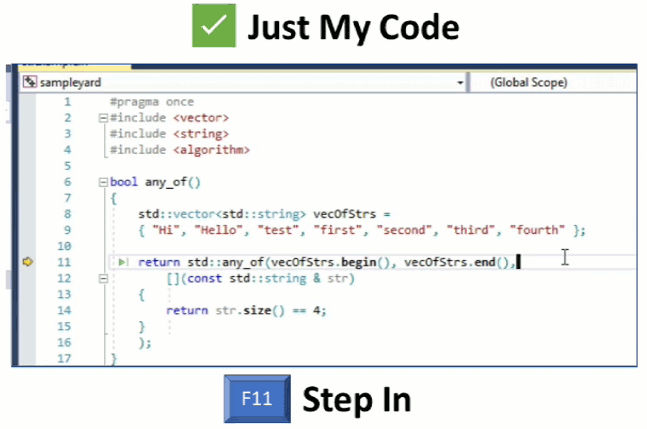 Just My Code
sampleyard (Global Scope)
1 #pragma once
2 #include <vector>
3 #include <string>
4 #include <algorithm>
5
6 bool any_of()
7 {
8 std::vector<std::string> vecOfStrs =
9 { "Hi", "Hello", "test", "first", "second", "third", "fourth" };
10
11 return std::any_of(vecOfStrs.begin(), vecOfStrs.end(),
12 [](const std::string & str)
13 {
14 return str.size() == 4;
15 }
16 );
17 }
F11 Step In